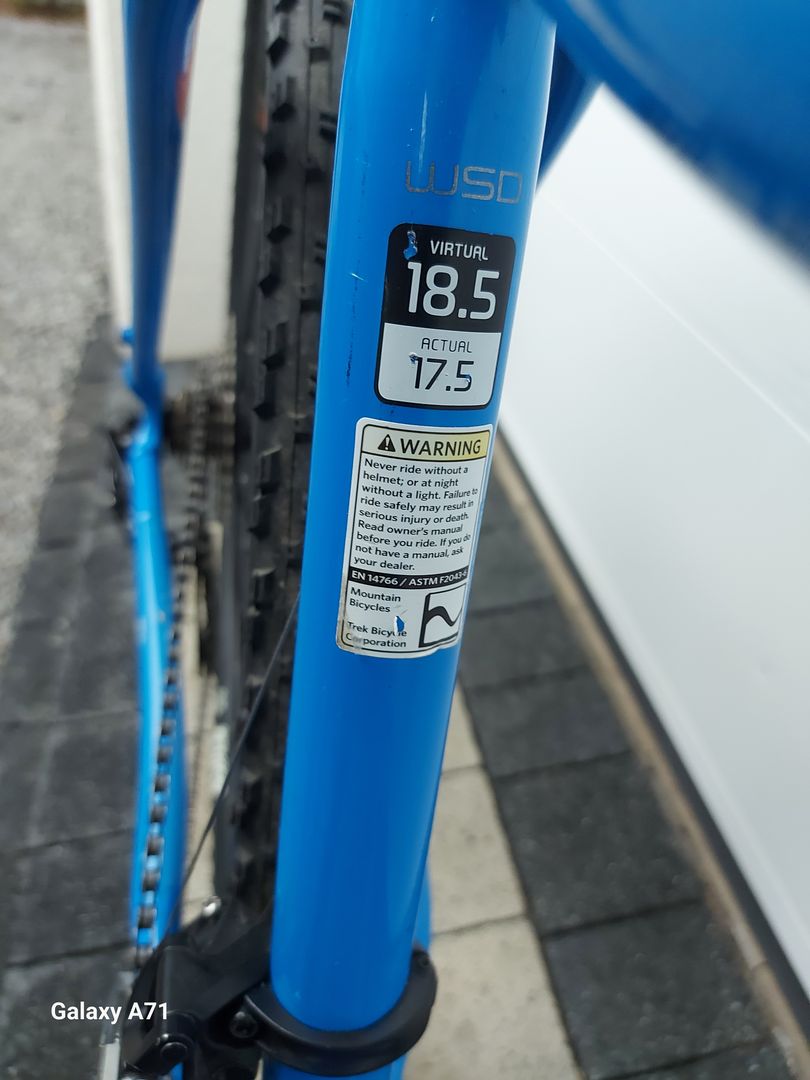 WSD
VIRTUAL
18.5
ACTUAL
17.5
WARNING
Never ride without a
helmet; or at night
without a light. Failure to
ride safely may result in
serious injury or death.
Read owner's manual
before you ride. If you do
not have a manual, ask
your dealer.
EN 14766 / ASTM F2043-
Mountain
Bicycles
Trek Bicycle
Corporation
Galaxy A71